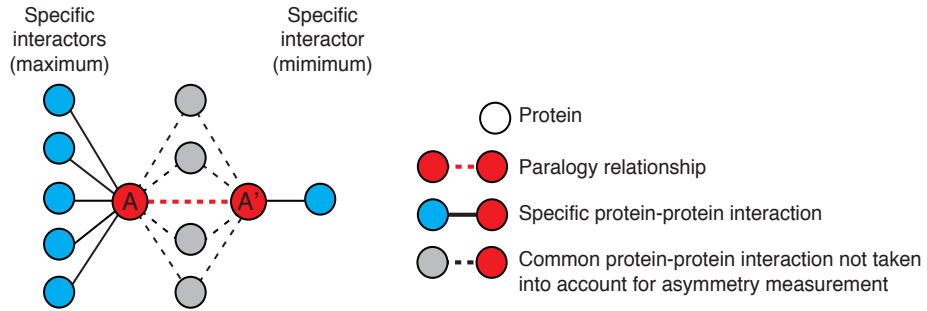 Specific
interactors
(maximum)
Specific
interactor
(mimimum)
A
A'
Protein
Paralogy relationship
Specific protein-protein interaction
Common protein-protein interaction not taken
into account for asymmetry measurement